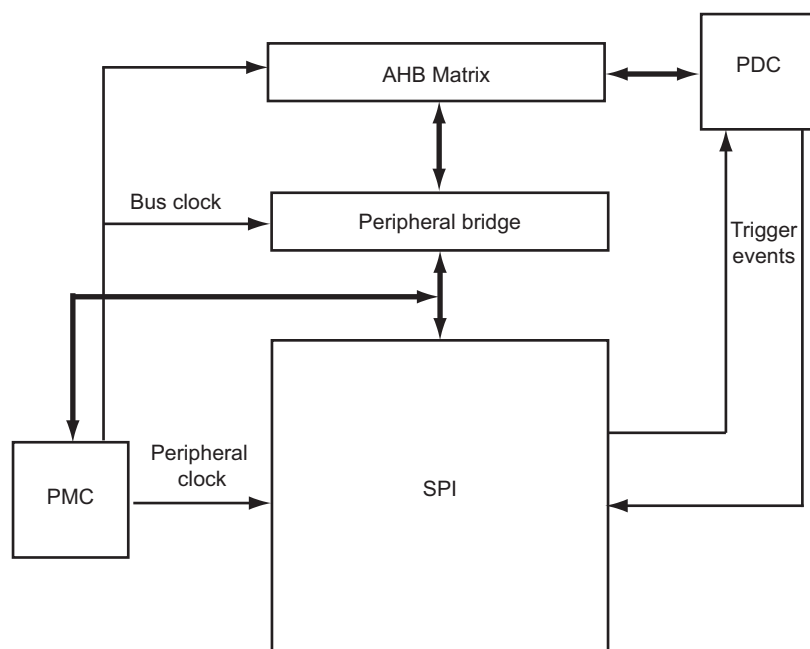 AHB Matrix
PDC
Bus clock
Peripheral bridge
Trigger
events
Peripheral
clock
PMC
SPI